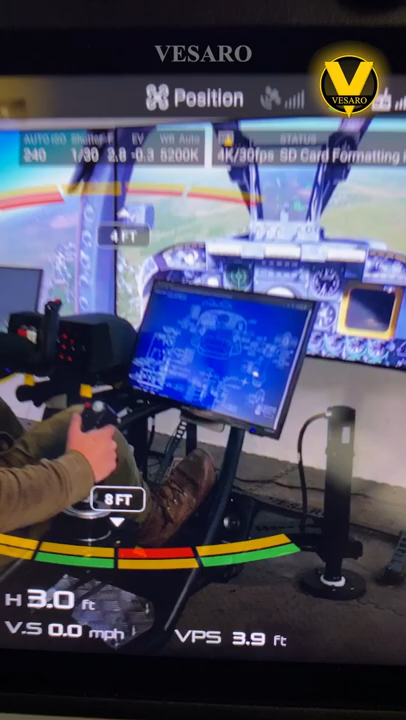 VESARO
VESARO
Position
AUTO ISO Shutter F EV WB Auto
240 1/30 2.8 -0.3 5200K
STATUS
4K/30fps SD Card Formatting
4 FT
8 FT
H 3.0 ft
V.S 0.0 mph
VPS 3.9 ft